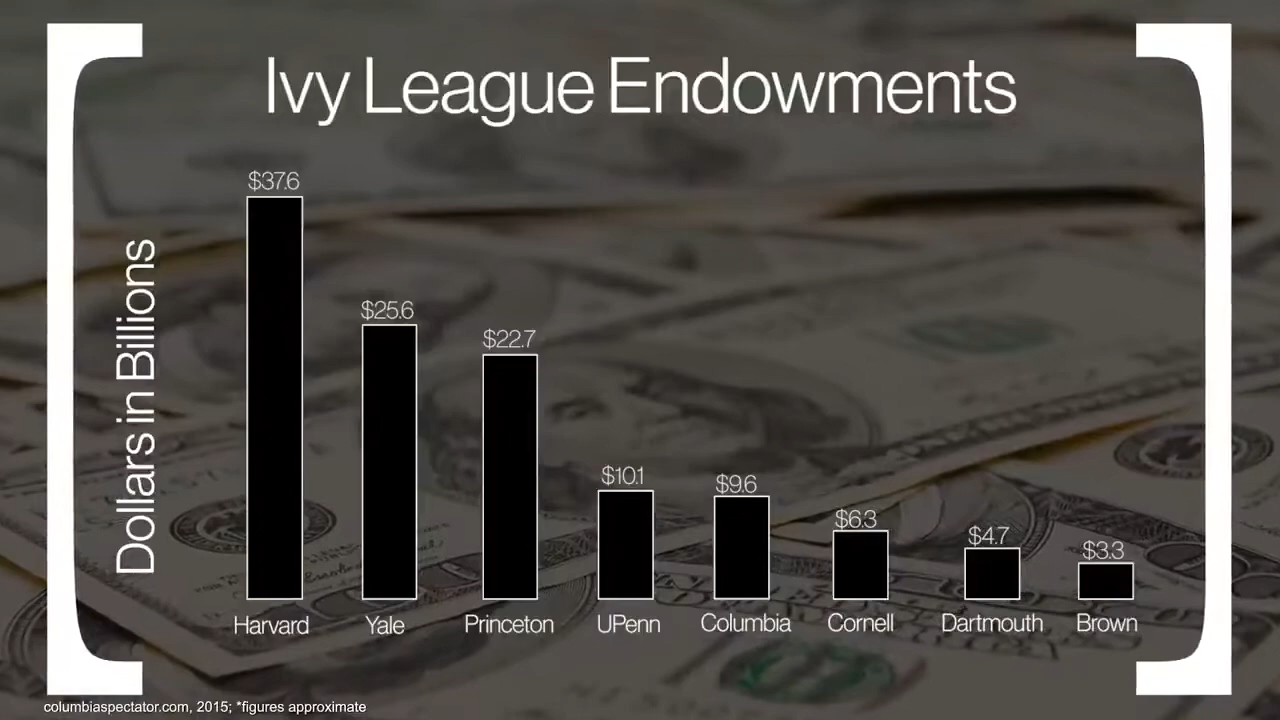 Ivy League Endowments
Dollars in Billions
$37.6
$25.6
$22.7
$10.1
$9.6
$6.3
$4.7
$3.3
Harvard
Yale
Princeton
UPenn
Columbia
Cornell
Dartmouth
Brown
columbiaspectator.com, 2015; *figures approximate